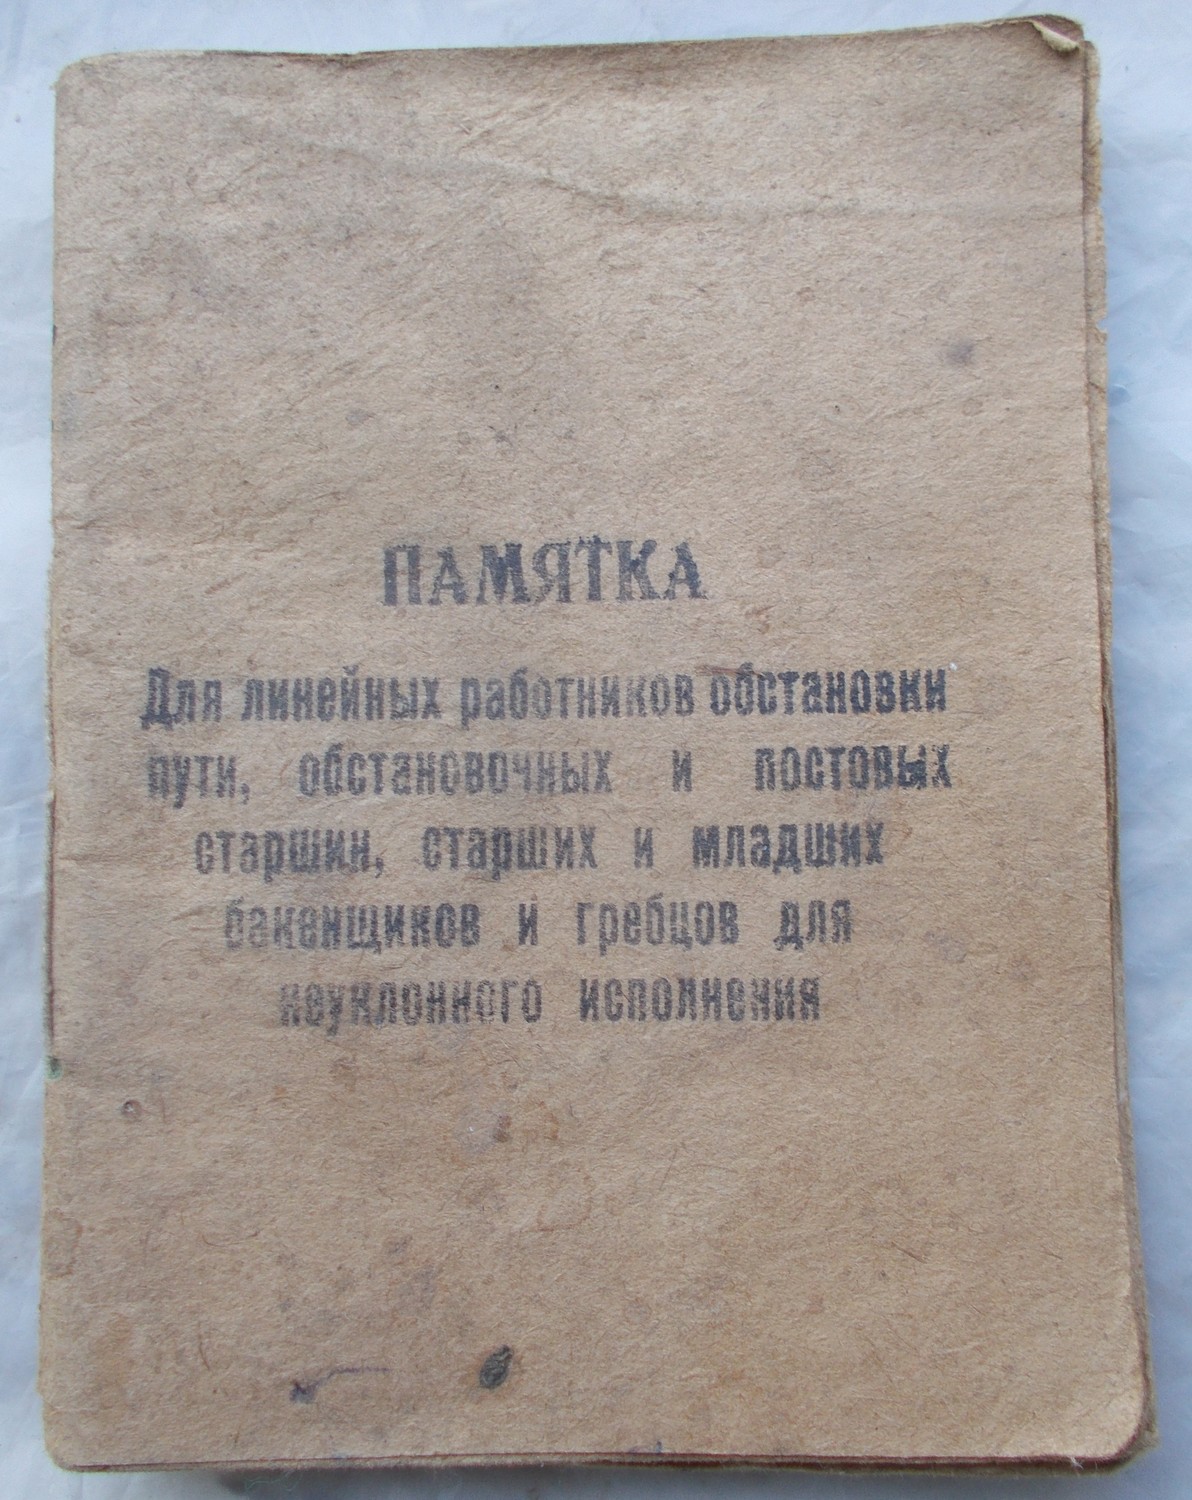 ПАМЯТКА
Для линейных работников обстановки
пути, обстановочных и постовых
старшин, старших и младших
бакенщиков и гребцов для
неуклонного исполнения